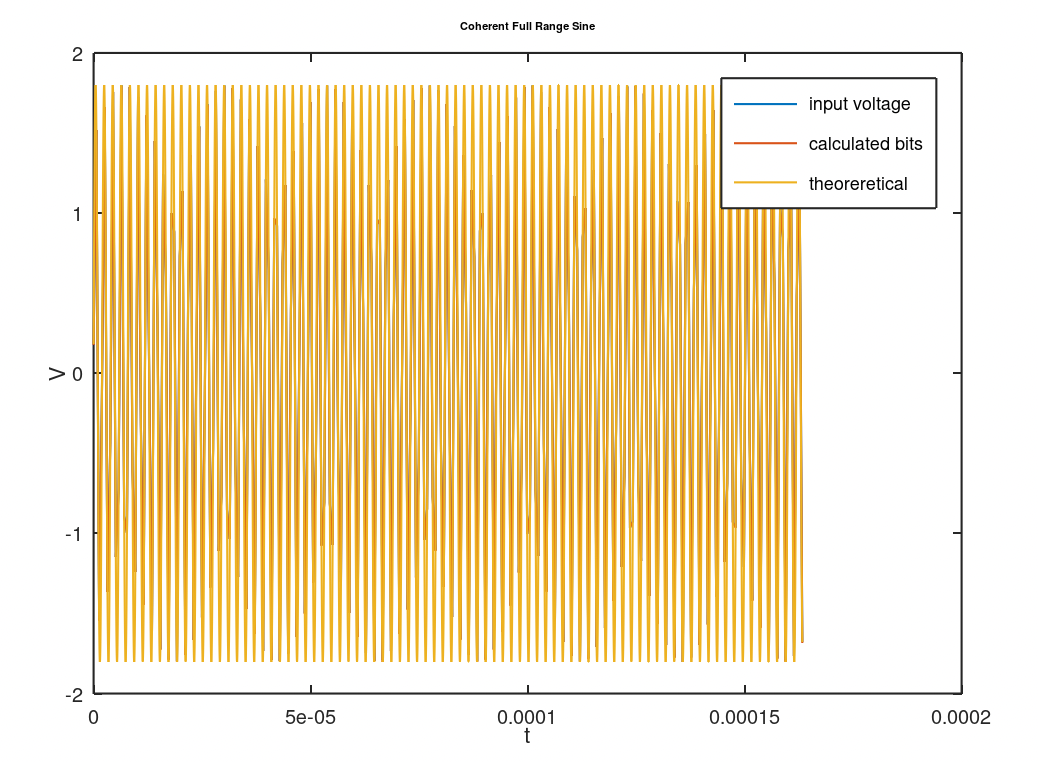 Coherent Full Range Sine
2
input voltage
calculated bits
theoreretical
1
V
0
-1
-2
0
5e-05
0.0001
0.00015
0.0002
t